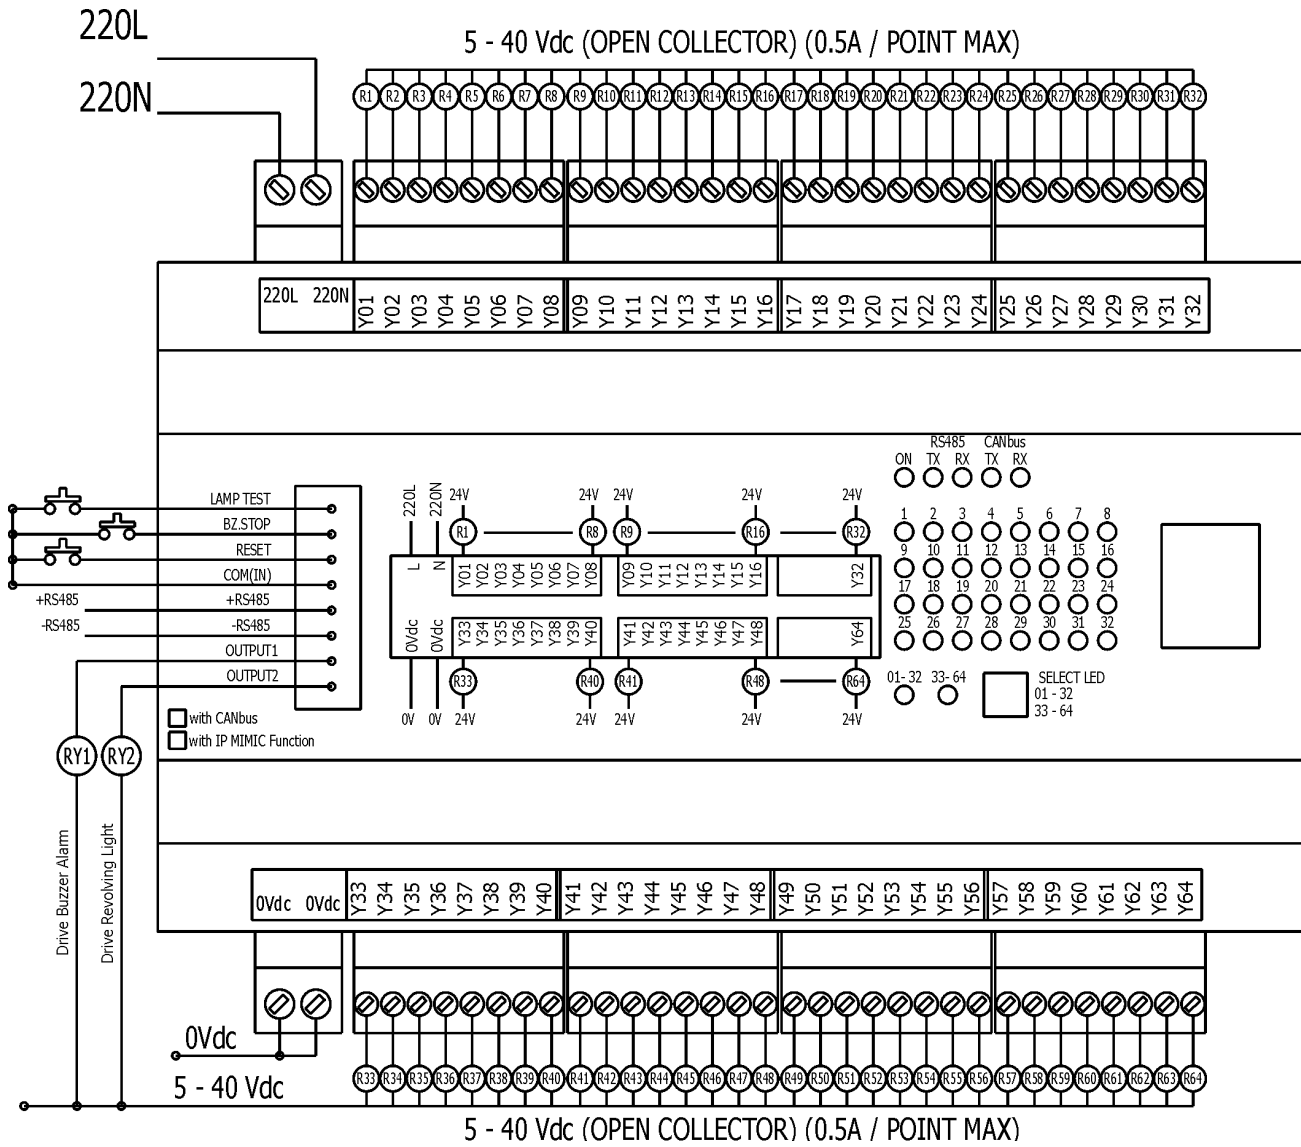 220L
5 - 40 Vdc (OPEN COLLECTOR) (0.5A / POINT MAX)
220N
R1 R2 R3 R4 R5 R6 R7 R8 R9 R10 R11 R12 R13 R14 R15 R16 R17 R18 R19 R20 R21 R22 R23 R24 R25 R26 R27 R28 R29 R30 R31 R32
220L 220N Y01 Y02 Y03 Y04 Y05 Y06 Y07 Y08 Y09 Y10 Y11 Y12 Y13 Y14 Y15 Y16 Y17 Y18 Y19 Y20 Y21 Y22 Y23 Y24 Y25 Y26 Y27 Y28 Y29 Y30 Y31 Y32
RS485 CANbus
ON TX RX TX RX
LAMP TEST
BZ.STOP
RESET
COM(IN)
+RS485 +RS485
-RS485 -RS485
OUTPUT1
OUTPUT2
with CANbus
with IP MIMIC Function
220L 220N 24V 24V 24V 24V 24V
R1 R8 R9 R16 R32
L N Y01 Y02 Y03 Y04 Y05 Y06 Y07 Y08 Y09 Y10 Y11 Y12 Y13 Y14 Y15 Y16 Y32
0Vdc 0Vdc Y33 Y34 Y35 Y36 Y37 Y38 Y39 Y40 Y41 Y42 Y43 Y44 Y45 Y46 Y47 Y48 Y64
R33 R40 R41 R48 R64
0V 0V 24V 24V 24V 24V 24V
1 2 3 4 5 6 7 8
9 10 11 12 13 14 15 16
17 18 19 20 21 22 23 24
25 26 27 28 29 30 31 32
01- 32 33- 64
SELECT LED
01 - 32
33 - 64
RY1 RY2
Drive Buzzer Alarm
Drive Revolving Light
0Vdc 0Vdc Y33 Y34 Y35 Y36 Y37 Y38 Y39 Y40 Y41 Y42 Y43 Y44 Y45 Y46 Y47 Y48 Y49 Y50 Y51 Y52 Y53 Y54 Y55 Y56 Y57 Y58 Y59 Y60 Y61 Y62 Y63 Y64
0Vdc
R33 R34 R35 R36 R37 R38 R39 R40 R41 R42 R43 R44 R45 R46 R47 R48 R49 R50 R51 R52 R53 R54 R55 R56 R57 R58 R59 R60 R61 R62 R63 R64
5 - 40 Vdc
5 - 40 Vdc (OPEN COLLECTOR) (0.5A / POINT MAX)